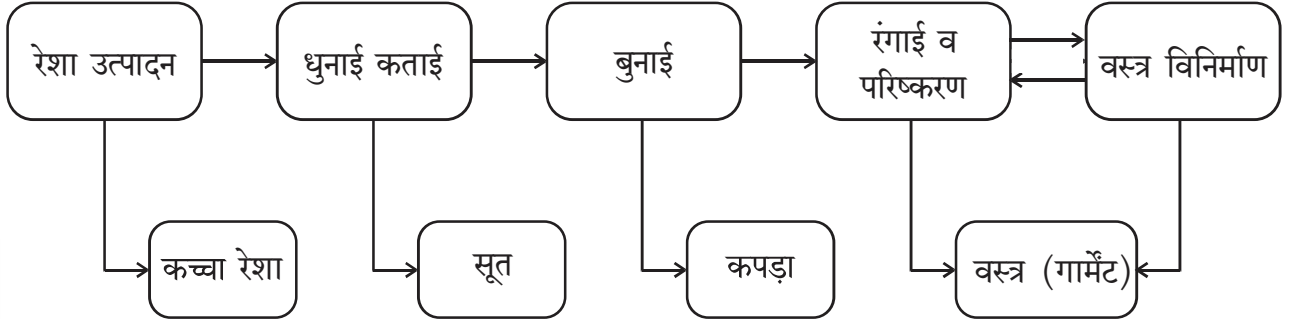 रेशा उत्पादन
धुनाई कताई
बुनाई
रंगाई व
परिष्करण
वस्त्र विनिर्माण
कच्चा रेशा
सूत
कपड़ा
वस्त्र (गार्मेंट)